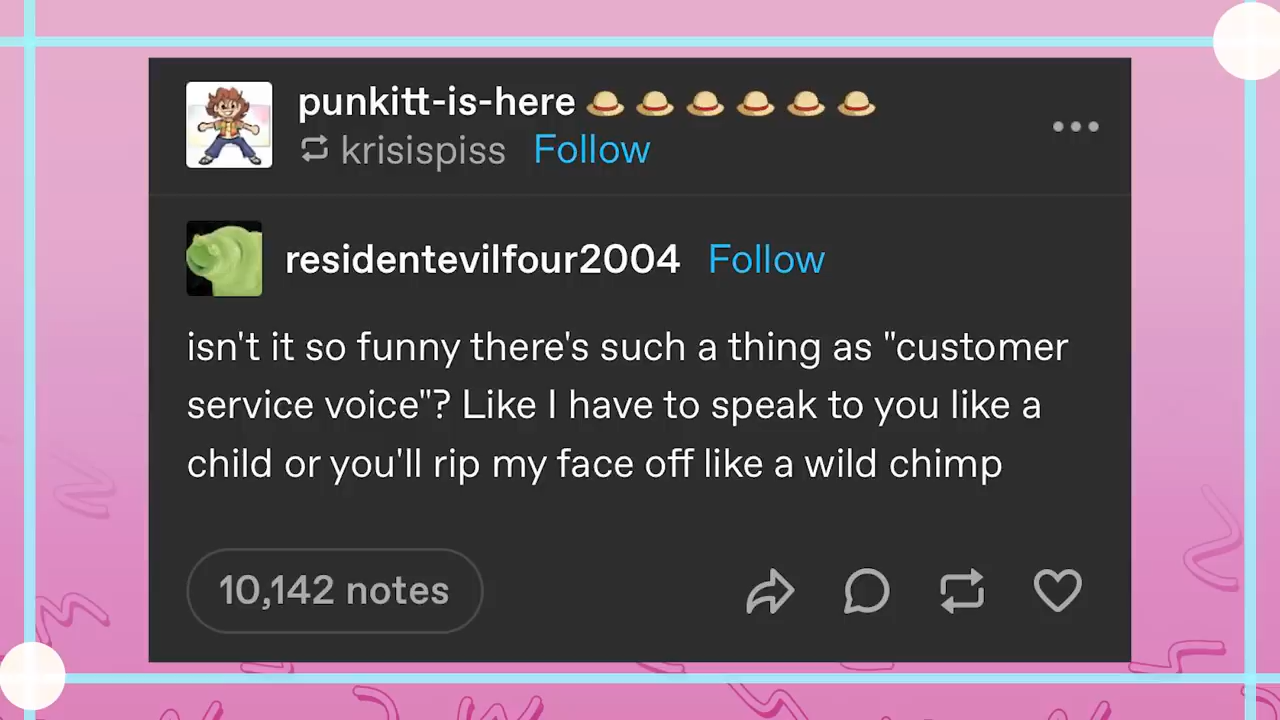 punkitt-is-here 👒👒👒👒👒👒
krisispiss Follow
residentevilfour2004 Follow
isn't it so funny there's such a thing as "customer
service voice"? Like I have to speak to you like a
child or you'll rip my face off like a wild chimp
10,142 notes